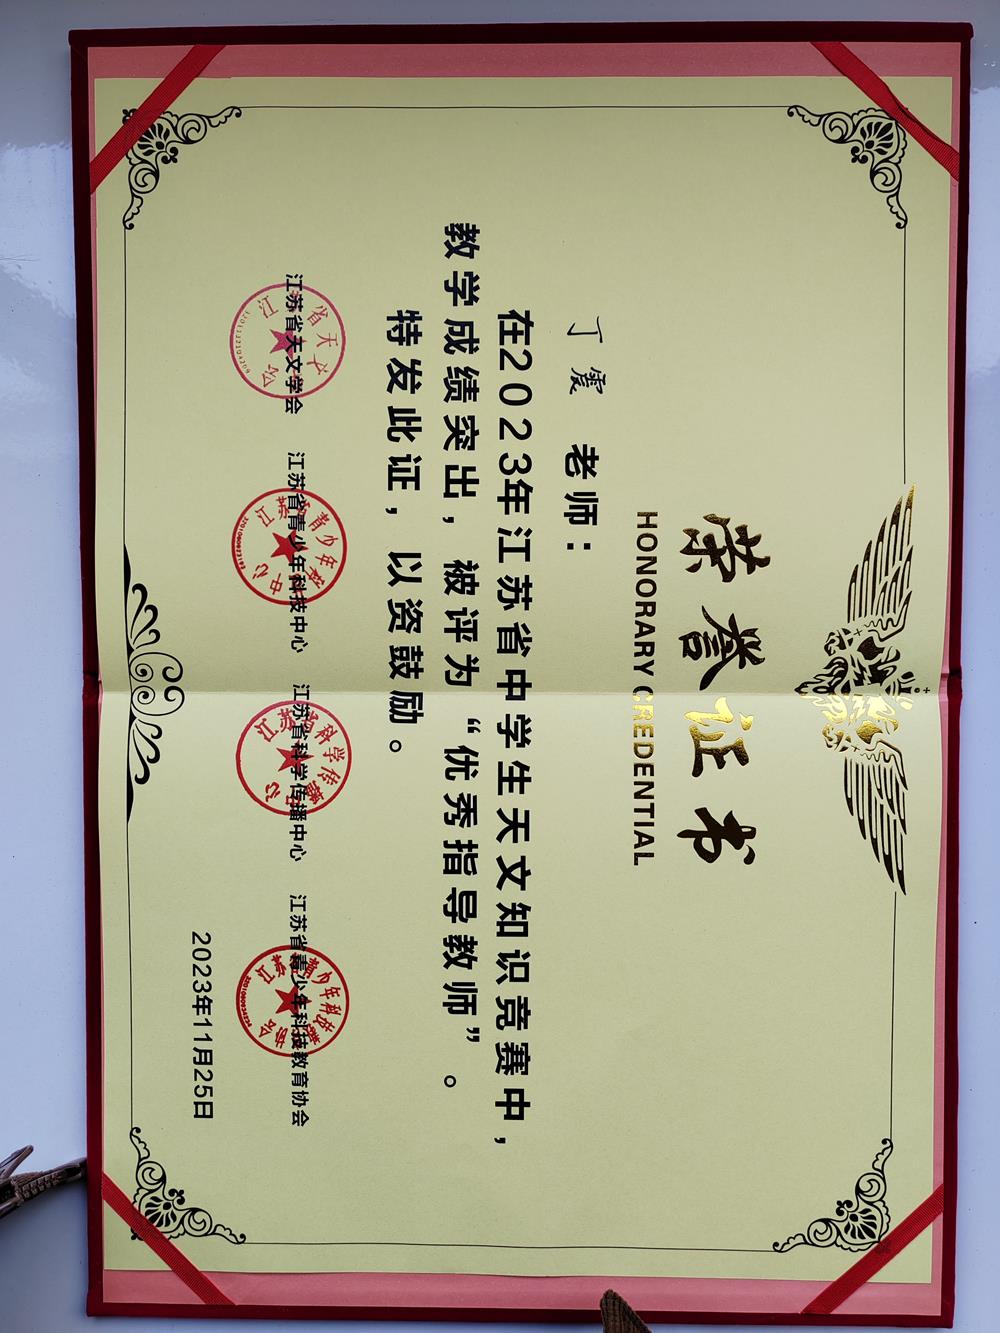 荣誉证书
HONORARY CREDENTIAL
丁震 老师：
在2023年江苏省中学生天文知识竞赛中，
教学成绩突出，被评为“优秀指导教师”。
特发此证，以资鼓励。
江苏省天文学会 江苏省青少年科技中心 江苏省科学传播中心 江苏省青少年科技教育协会
2023年11月25日